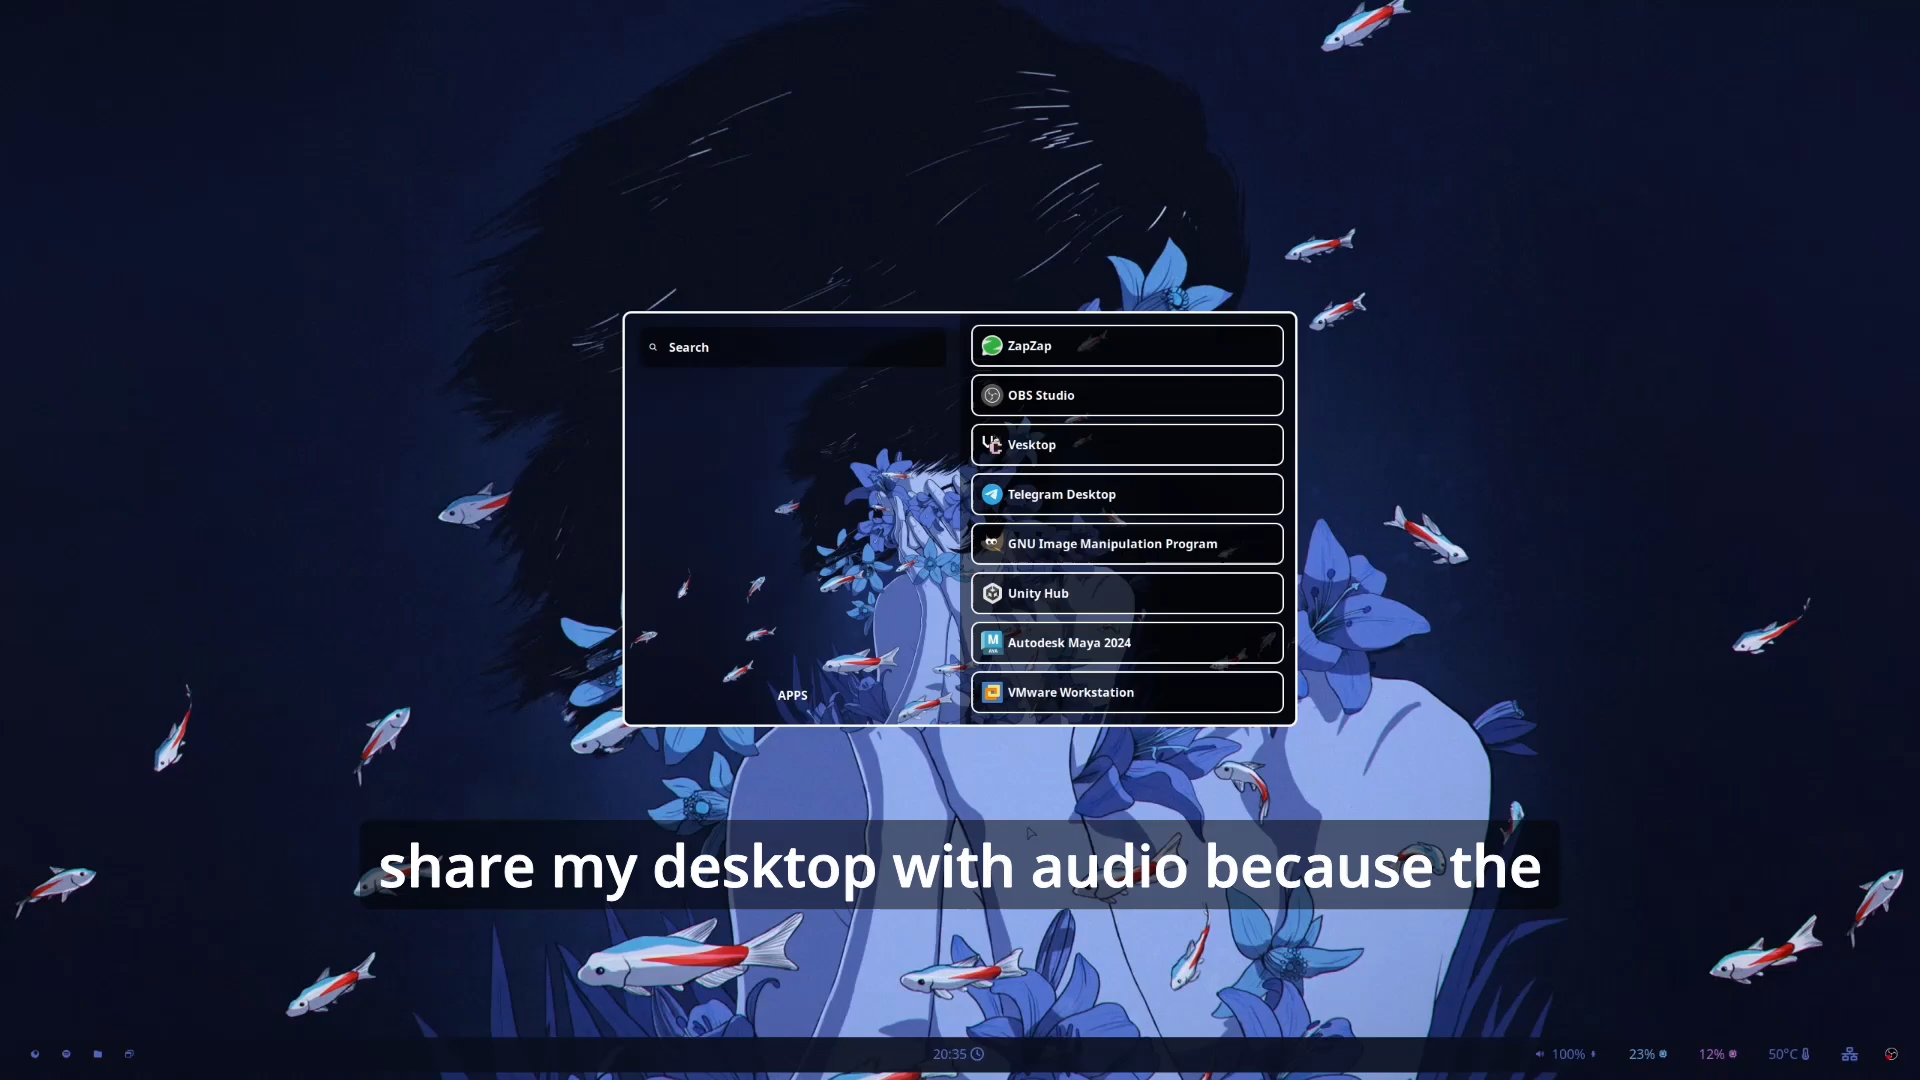 Search
APPS
ZapZap
OBS Studio
Vesktop
Telegram Desktop
GNU Image Manipulation Program
Unity Hub
Autodesk Maya 2024
VMware Workstation
share my desktop with audio because the
20:35
100%
23%
12%
50°C